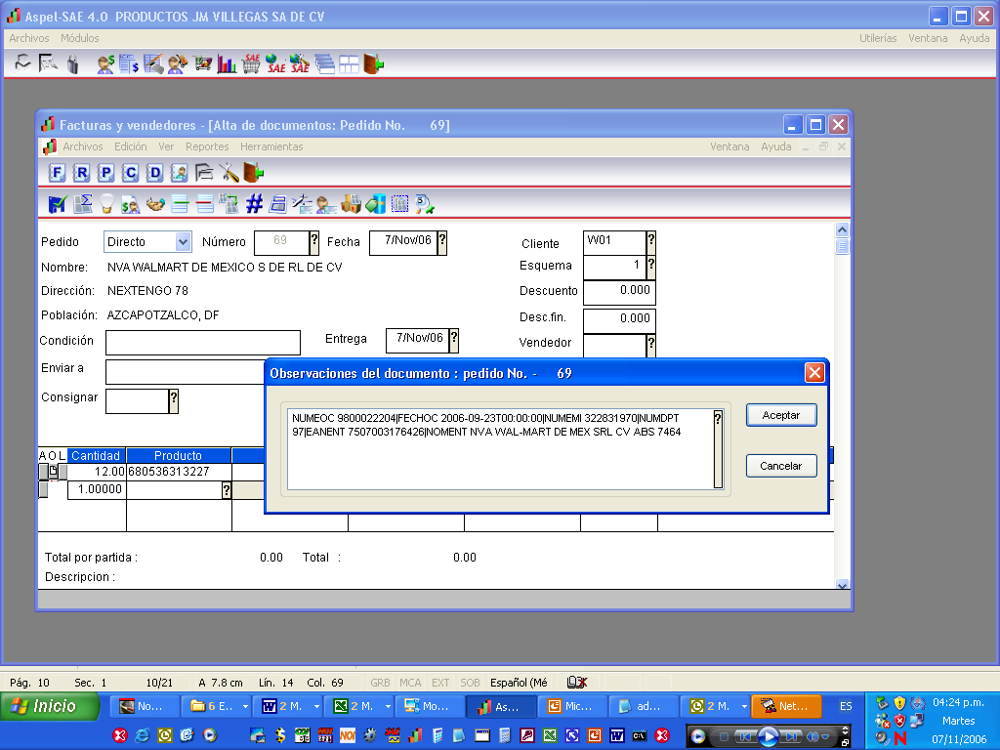 Aspel-SAE 4.0 PRODUCTOS JM VILLEGAS SA DE CV
Archivos Módulos Utilerías Ventana Ayuda
Facturas y vendedores - [Alta de documentos: Pedido No. 69]
Archivos Edición Ver Reportes Herramientas Ventana Ayuda
F R P C D
Pedido Directo Número 69 ? Fecha 7/Nov/06 ? Cliente W01 ?
Nombre: NVA WALMART DE MEXICO S DE RL DE CV Esquema 1 ?
Dirección: NEXTENGO 78 Descuento 0.000
Población: AZCAPOTZALCO, DF Desc.fin. 0.000
Condición Entrega 7/Nov/06 ? Vendedor ?
Enviar a
Consignar ?
Observaciones del documento : pedido No. - 69
NUMEOC 9800022204|FECHOC 2006-09-23T00:00:00|NUMEMI 322831970|NUMDPT
97|EANENT 7507003176426|NOMENT NVA WAL-MART DE MEX SRL CV ABS 7464
?
Aceptar
Cancelar
A O L Cantidad Producto
12.00 680536313227
1.00000 ?
Total por partida : 0.00 Total : 0.00
Descripcion :
Pág. 10 Sec. 1 10/21 A 7.8 cm Lín. 14 Col. 69 GRB MCA EXT SOB Español (Mé
Inicio No... 6 E... 2 M. 2 M. Mo... As... Mic... ad... 2 M. Net... ES 04:24 p.m.
Martes
07/11/2006